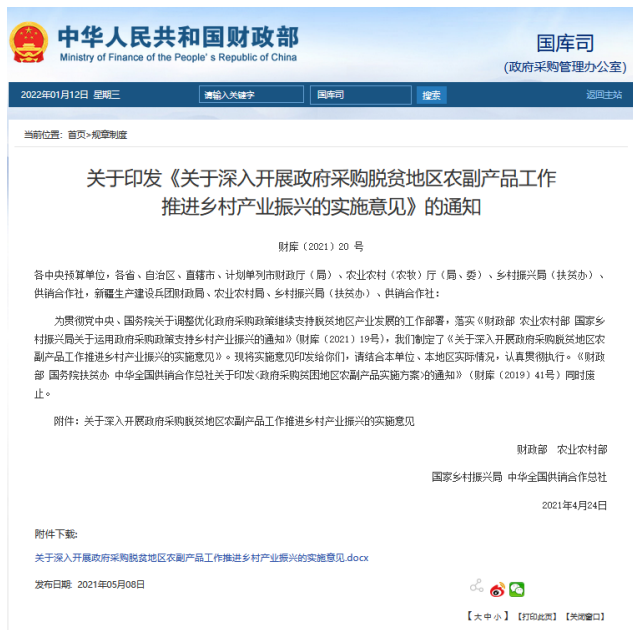 中华人民共和国财政部
Ministry of Finance of the People's Republic of China
国库司
(政府采购管理办公室)
2022年01月12日 星期三
请输入关键字
国库司
搜索
返回主站
当前位置: 首页>规章制度
关于印发《关于深入开展政府采购脱贫地区农副产品工作
推进乡村产业振兴的实施意见》的通知
财库〔2021〕20 号
各中央预算单位，各省、自治区、直辖市、计划单列市财政厅（局）、农业农村（农牧）厅（局、委）、乡村振兴局（扶贫办）、
供销合作社，新疆生产建设兵团财政局、农业农村局、乡村振兴局（扶贫办）、供销合作社：
为贯彻党中央、国务院关于调整优化政府采购政策继续支持脱贫地区产业发展的工作部署，落实《财政部 农业农村部 国家乡
村振兴局关于运用政府采购政策支持乡村产业振兴的通知》(财库〔2021〕19号)，我们制定了《关于深入开展政府采购脱贫地区农
副产品工作推进乡村产业振兴的实施意见》。现将实施意见印发给你们，请结合本单位、本地区实际情况，认真贯彻执行。《财政
部 国务院扶贫办 中华全国供销合作总社关于印发<政府采购贫困地区农副产品实施方案>的通知》（财库〔2019〕41号）同时废
止。
附件：关于深入开展政府采购脱贫地区农副产品工作推进乡村产业振兴的实施意见
财政部 农业农村部
国家乡村振兴局 中华全国供销合作总社
2021年4月24日
附件下载:
关于深入开展政府采购脱贫地区农副产品工作推进乡村产业振兴的实施意见.docx
发布日期: 2021年05月08日
【大 中 小】 【打印此页】 【关闭窗口】